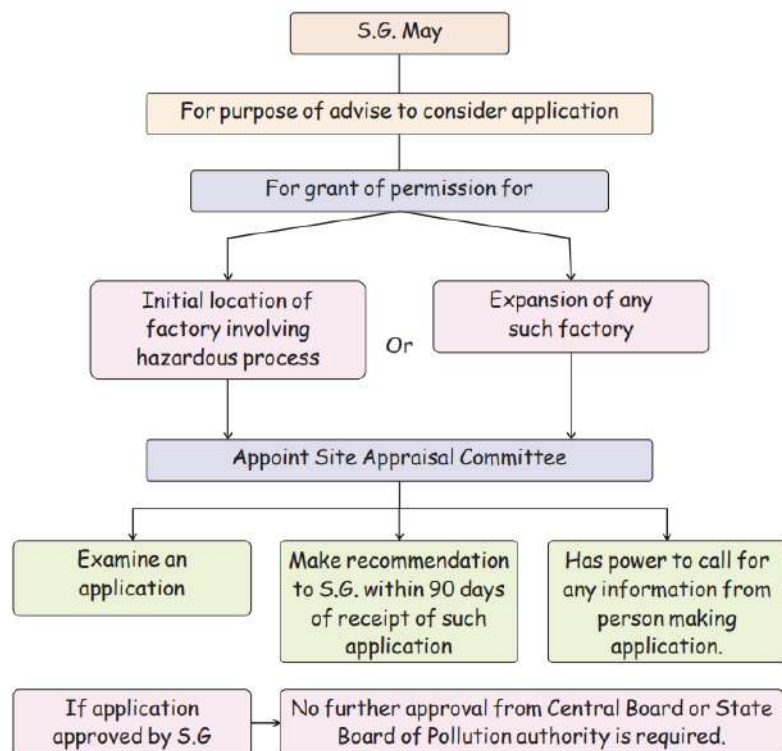 S.G. May
For purpose of advise to consider application
For grant of permission for
Initial location of
factory involving
hazardous process
Or
Expansion of any
such factory
Appoint Site Appraisal Committee
Examine an
application
Make recommendation
to S.G. within 90 days
of receipt of such
application
Has power to call for
any information from
person making
application.
If application
approved by S.G
No further approval from Central Board or State
Board of Pollution authority is required.